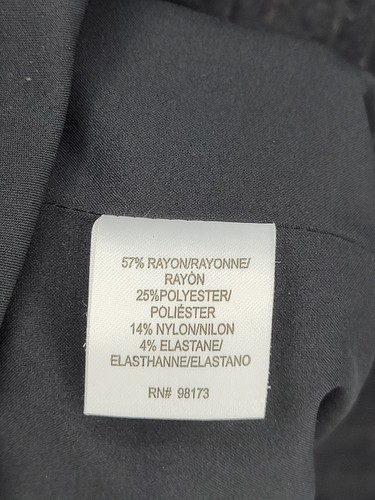 57% RAYON/RAYONNE/
RAYÒN
25%POLYESTER/
POLIÉSTER
14% NYLON/NILON
4% ELASTANE/
ELASTHANNE/ELASTANO
RN# 98173